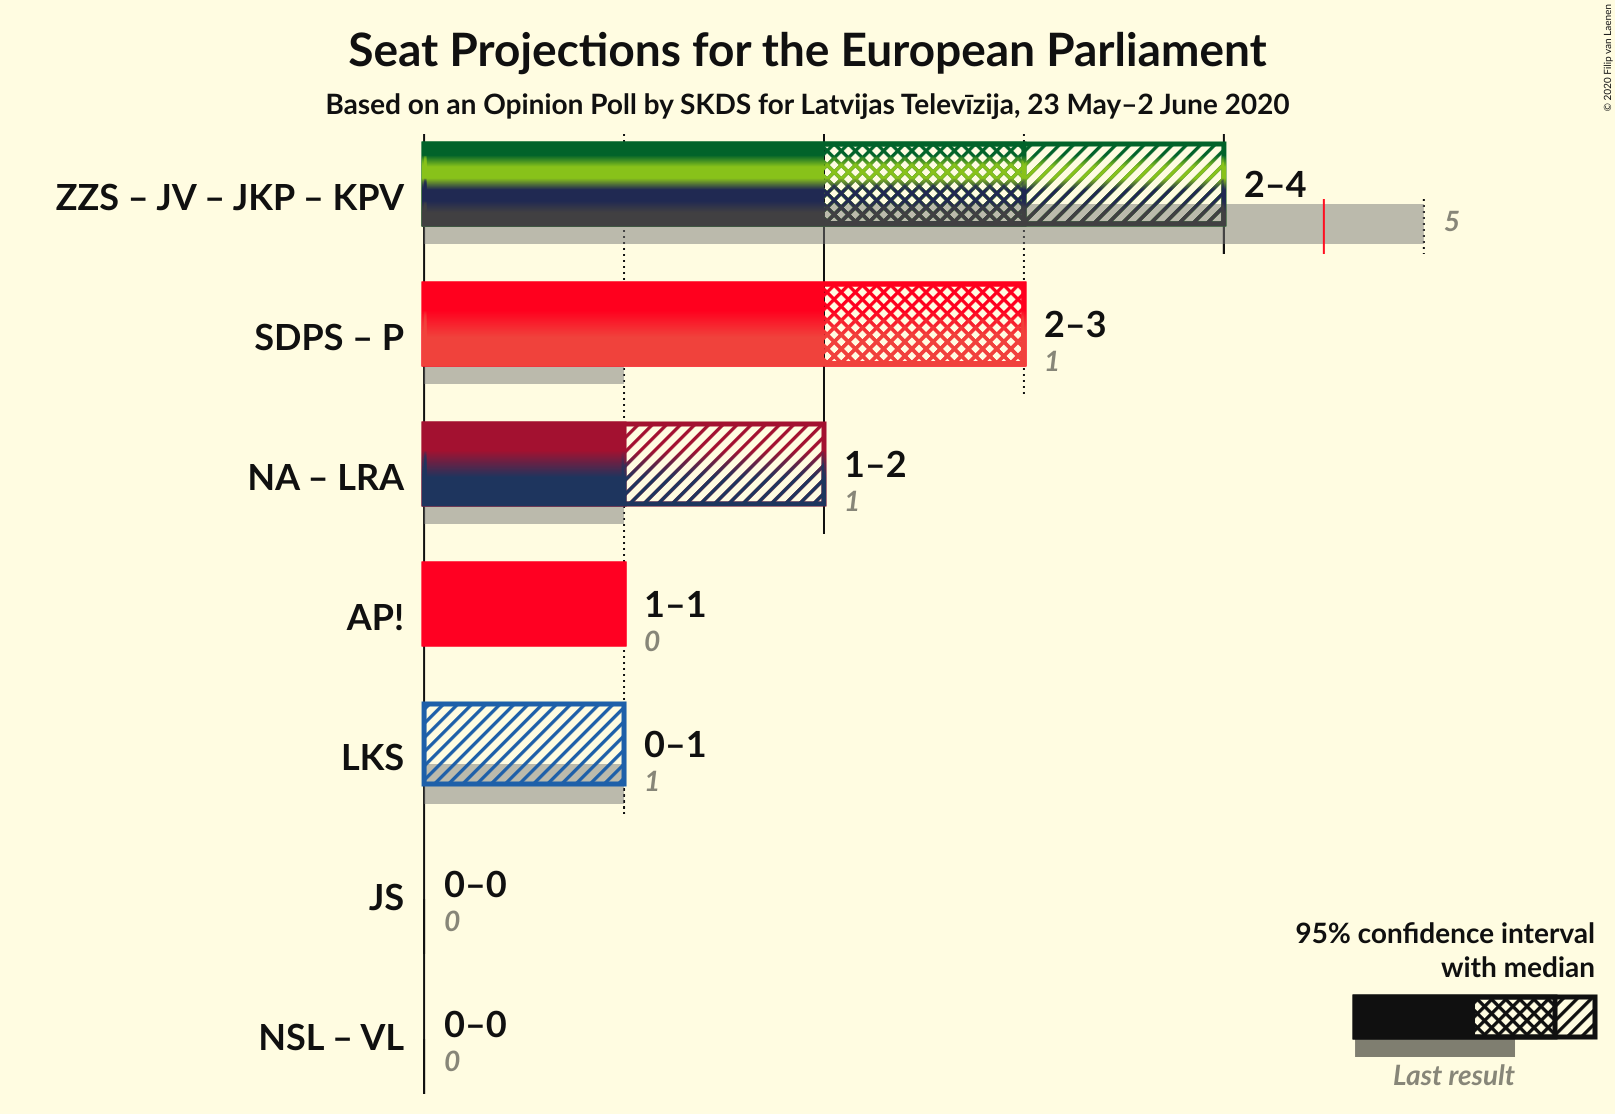 Seat Projections for the European Parliament
Based on an Opinion Poll by SKDS for Latvijas Televīzija, 23 May–2 June 2020
© 2020 Filip van Laenen
ZZS – JV – JKP – KPV
2–4
5
SDPS – P
2–3
1
NA – LRA
1–2
1
AP!
1–1
0
LKS
0–1
1
JS
0–0
0
NSL – VL
0–0
0
95% confidence interval
with median
Last result